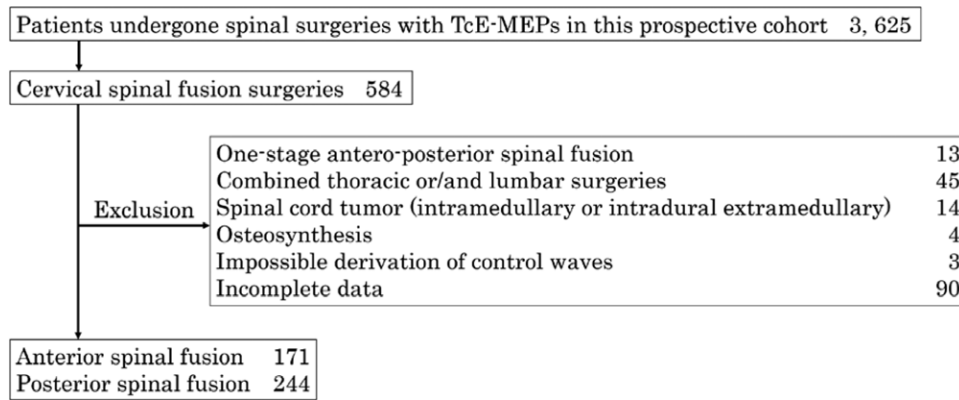 Patients undergone spinal surgeries with TcE-MEPs in this prospective cohort 3, 625
Cervical spinal fusion surgeries 584
Exclusion
One-stage antero-posterior spinal fusion 13
Combined thoracic or/and lumbar surgeries 45
Spinal cord tumor (intramedullary or intradural extramedullary) 14
Osteosynthesis 4
Impossible derivation of control waves 3
Incomplete data 90
Anterior spinal fusion 171
Posterior spinal fusion 244